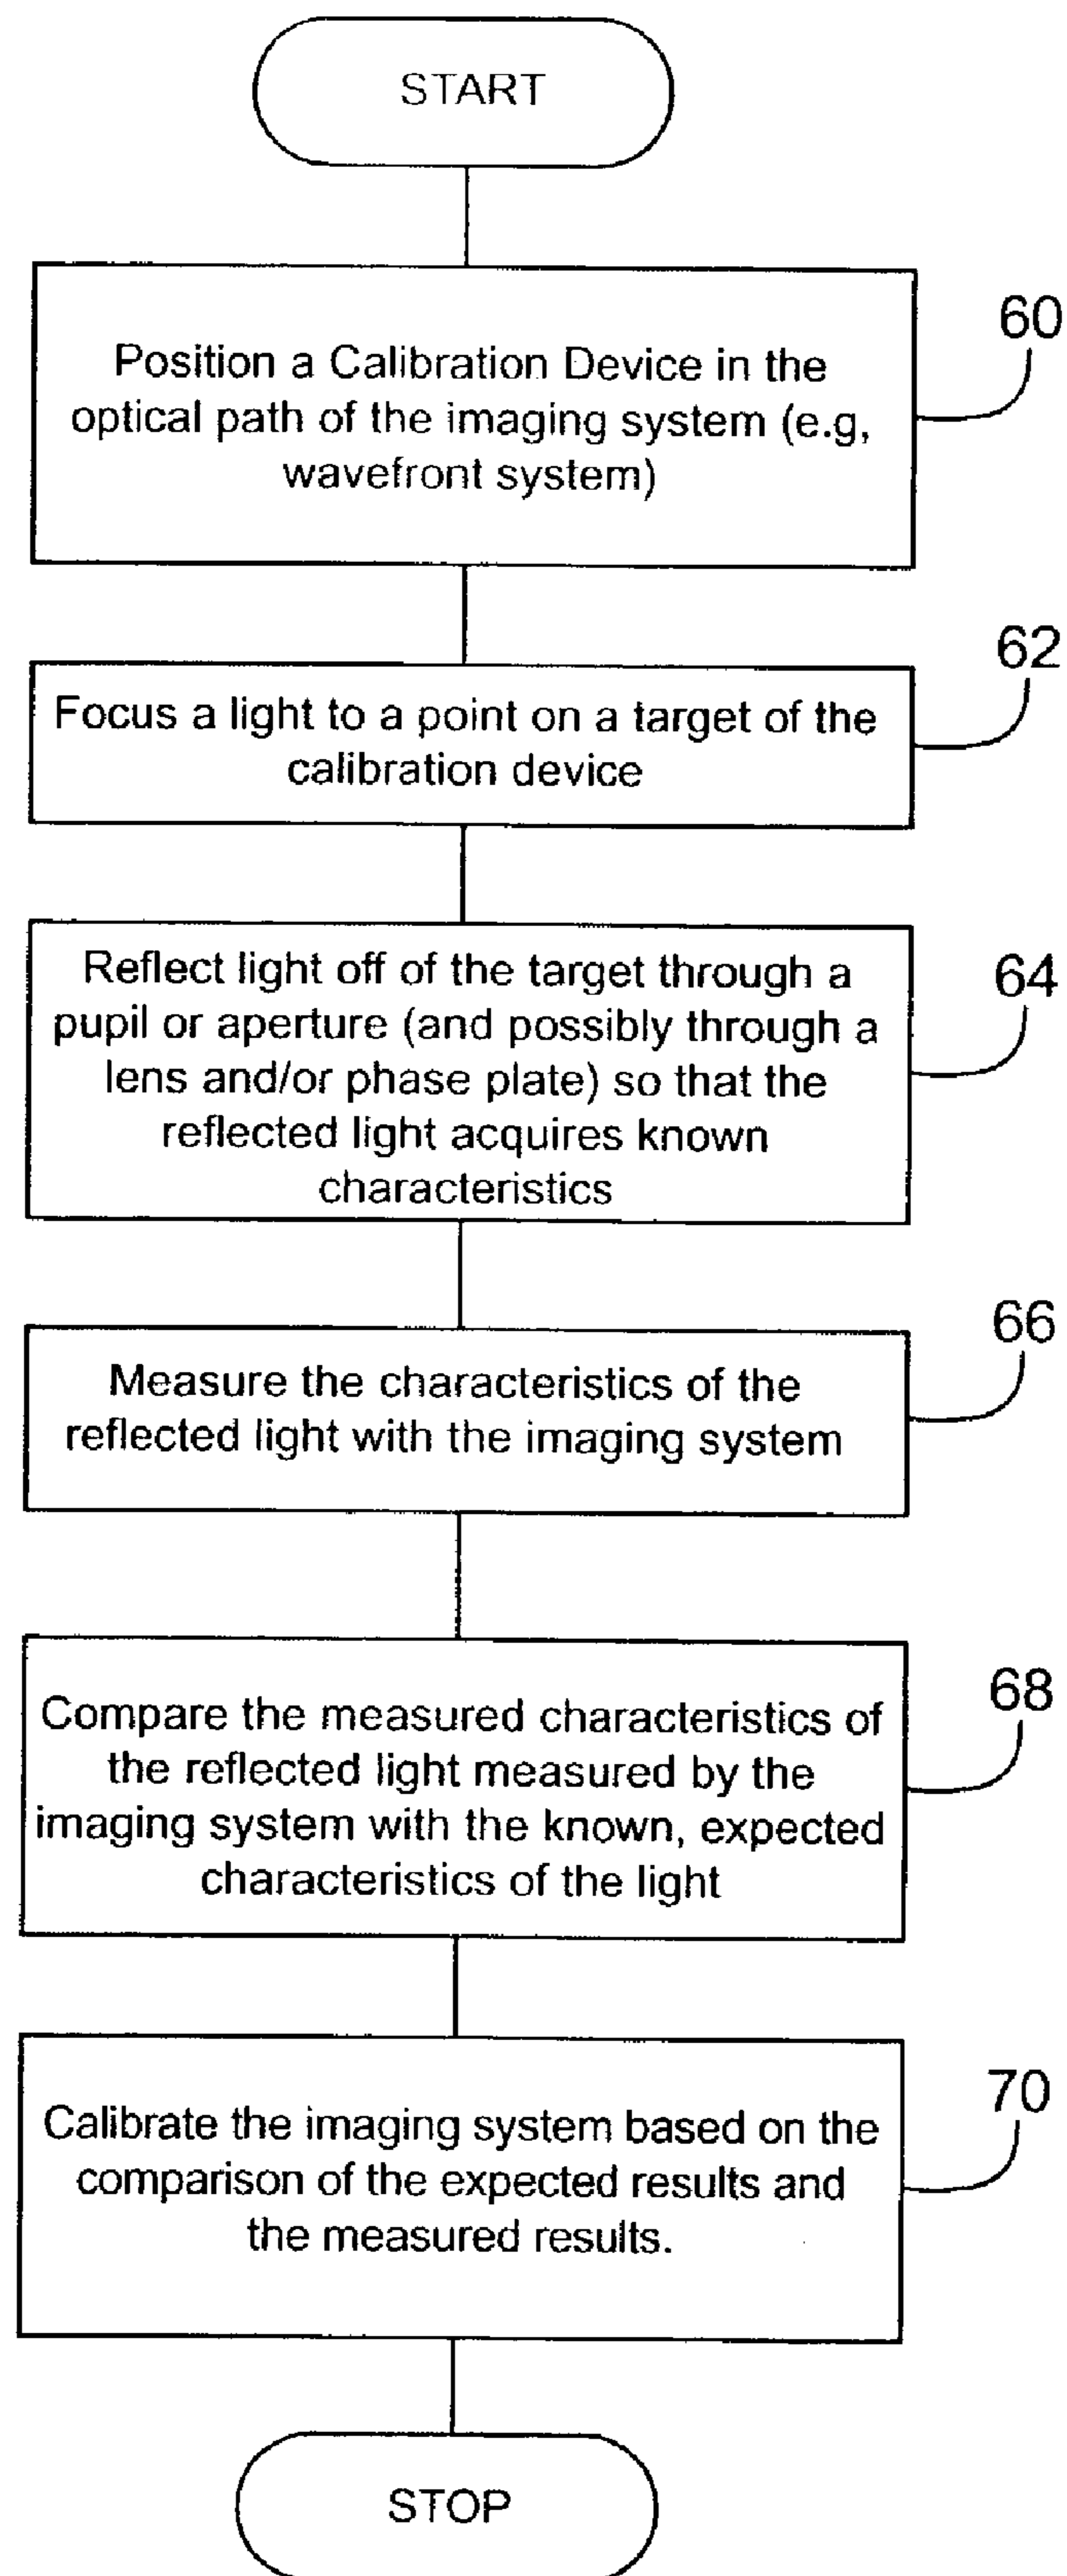 START
60
Position a Calibration Device in the
optical path of the imaging system (e.g,
wavefront system)
62
Focus a light to a point on a target of the
calibration device
64
Reflect light off of the target through a
pupil or aperture (and possibly through a
lens and/or phase plate) so that the
reflected light acquires known
characteristics
66
Measure the characteristics of the
reflected light with the imaging system
68
Compare the measured characteristics of
the reflected light measured by the
imaging system with the known, expected
characteristics of the light
70
Calibrate the imaging system based on the
comparison of the expected results and
the measured results.
STOP